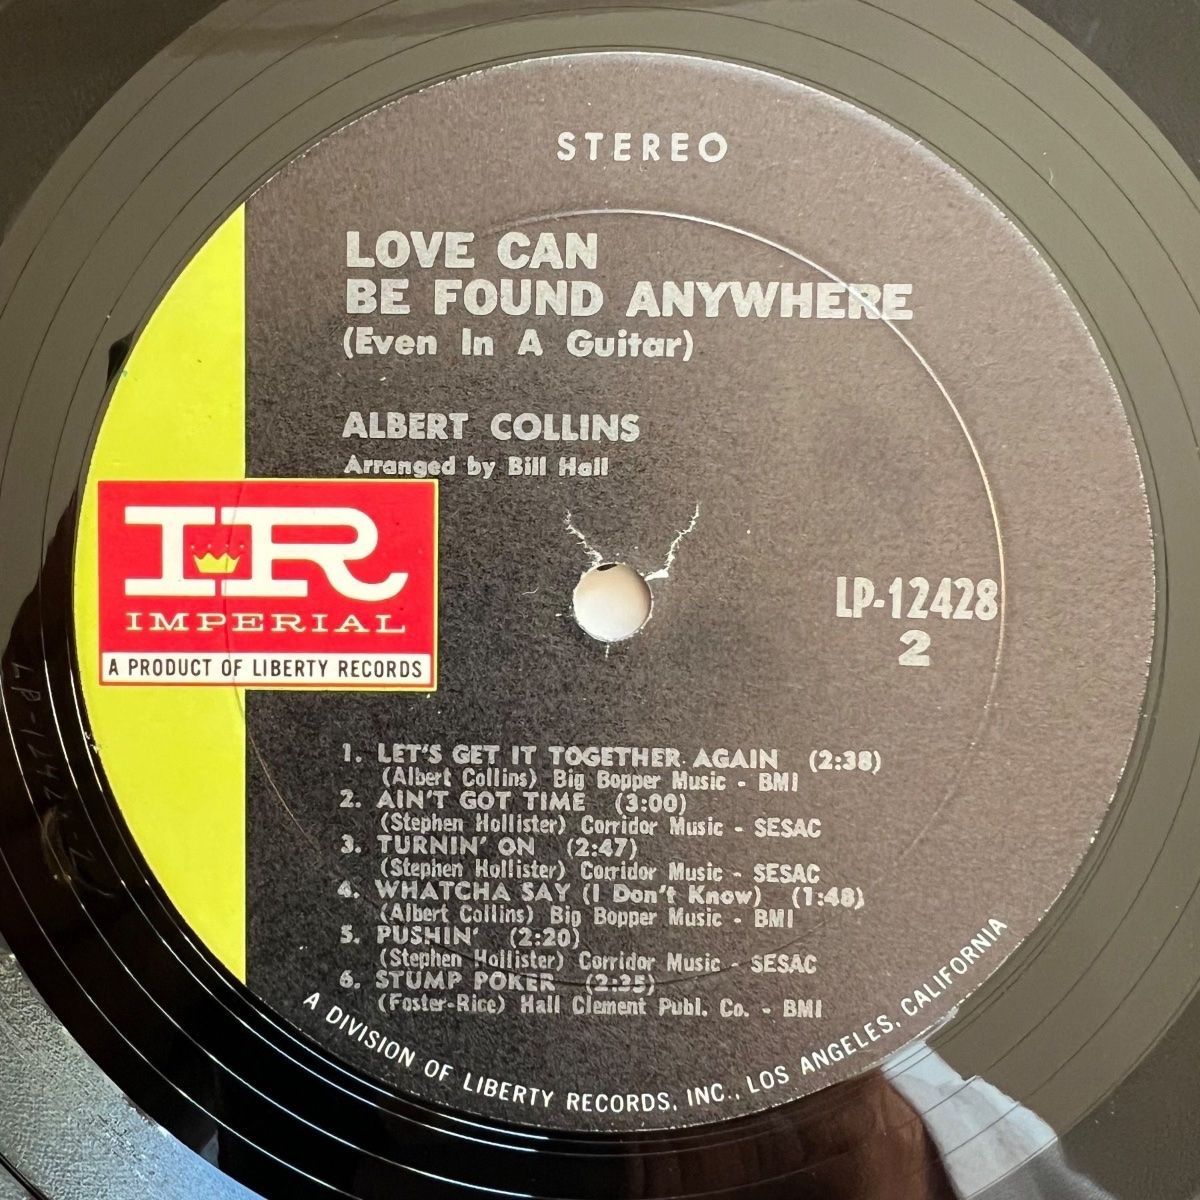 STEREO
LOVE CAN
BE FOUND ANYWHERE
(Even In A Guitar)
ALBERT COLLINS
Arranged by Bill Hall
IR
IMPERIAL
A PRODUCT OF LIBERTY RECORDS
LP-12428
2
1. LET'S GET IT TOGETHER AGAIN (2:38)
(Albert Collins) Big Bopper Music - BMI
2. AIN'T GOT TIME (3:00)
(Stephen Hollister) Corridor Music - SESAC
3. TURNIN' ON (2:47)
(Stephen Hollister) Corridor Music - SESAC
4. WHATCHA SAY (I Don't Know) (1:48)
(Albert Collins) Big Bopper Music - BMI
5. PUSHIN' (2:20)
(Stephen Hollister) Corridor Music - SESAC
6. STUMP POKER (2:35)
(Foster-Rice) Hall Clement Publ. Co. - BMI
A DIVISION OF LIBERTY RECORDS, INC., LOS ANGELES, CALIFORNIA